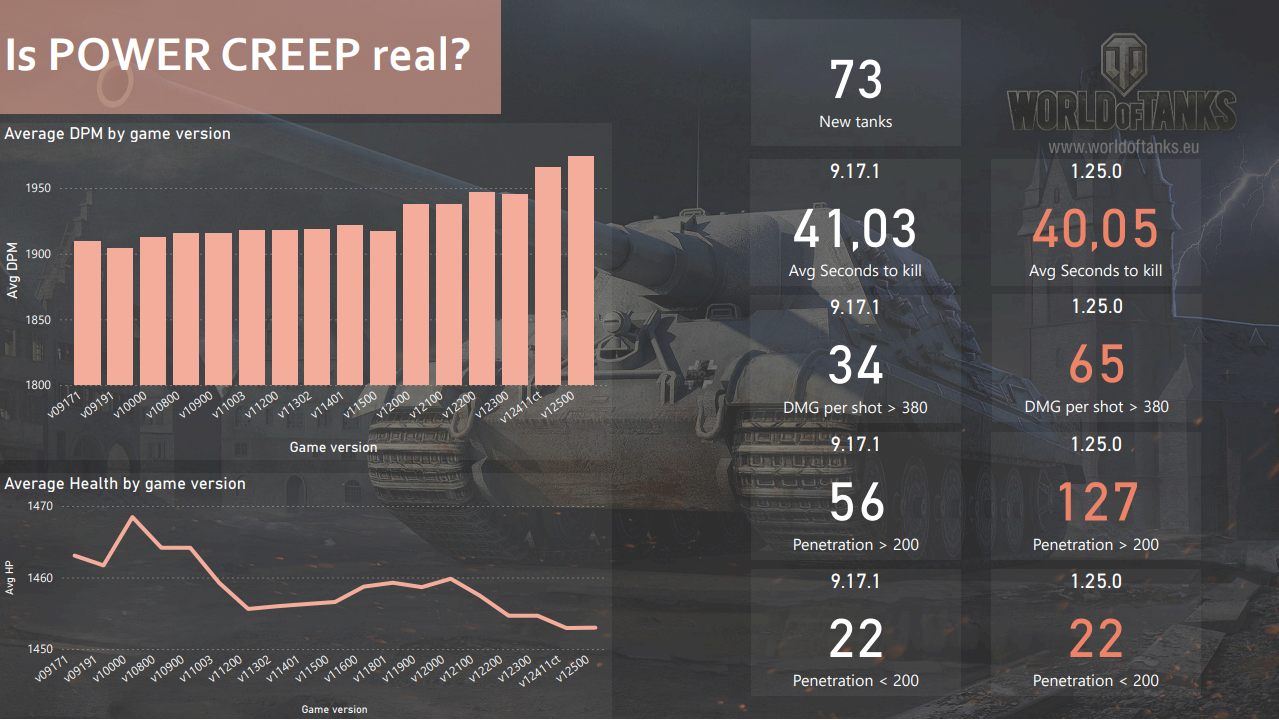 Is POWER CREEP real?
Average DPM by game version
Avg DPM
1950
1900
1850
1800
v09171
v09191
v10000
v10800
v10900
v11003
v11200
v11302
v11401
v11500
v12000
v12100
v12200
v12300
v12411ct
v12500
Game version
Average Health by game version
Avg HP
1470
1460
1450
v09171
v09191
v10000
v10800
v10900
v11003
v11200
v11302
v11401
v11500
v11600
v11801
v11900
v12000
v12100
v12200
v12300
v12411ct
v12500
Game version
73
New tanks
WORLD OF TANKS
www.worldoftanks.eu
9.17.1
41,03
Avg Seconds to kill
1.25.0
40,05
Avg Seconds to kill
9.17.1
34
DMG per shot > 380
1.25.0
65
DMG per shot > 380
9.17.1
56
Penetration > 200
1.25.0
127
Penetration > 200
9.17.1
22
Penetration < 200
1.25.0
22
Penetration < 200